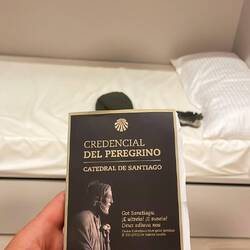 CREDENCIAL
DEL PEREGRINO
CATEDRAL DE SANTIAGO
Got Santiagu,
¡E ultreia! ¡E suseia!
Deus adiuva nos